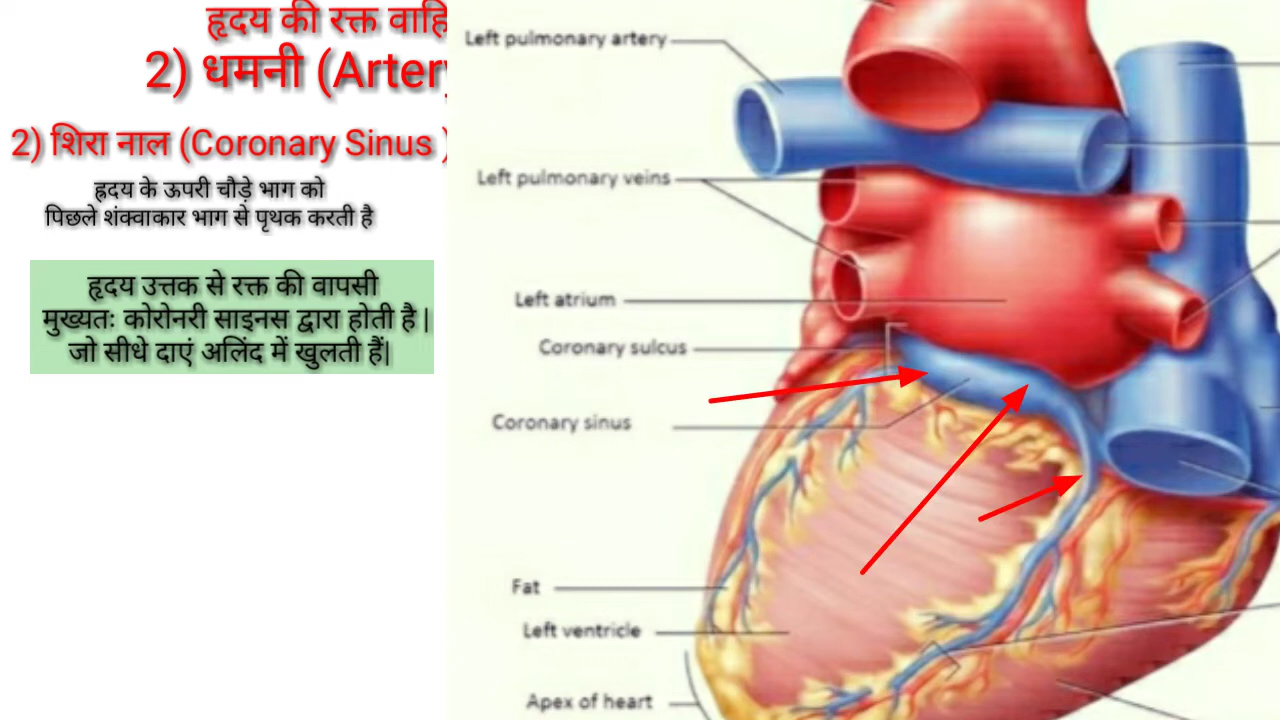 हृदय की रक्त वाहि
2) धमनी (Artery
2) शिरा नाल (Coronary Sinus )
ह्रदय के ऊपरी चौड़े भाग को
पिछले शंक्वाकार भाग से पृथक करती है
हृदय उत्तक से रक्त की वापसी
मुख्यतः कोरोनरी साइनस द्वारा होती है |
जो सीधे दाएं अलिंद में खुलती हैं|
Left pulmonary artery
Left pulmonary veins
Left atrium
Coronary sulcus
Coronary sinus
Fat
Left ventricle
Apex of heart